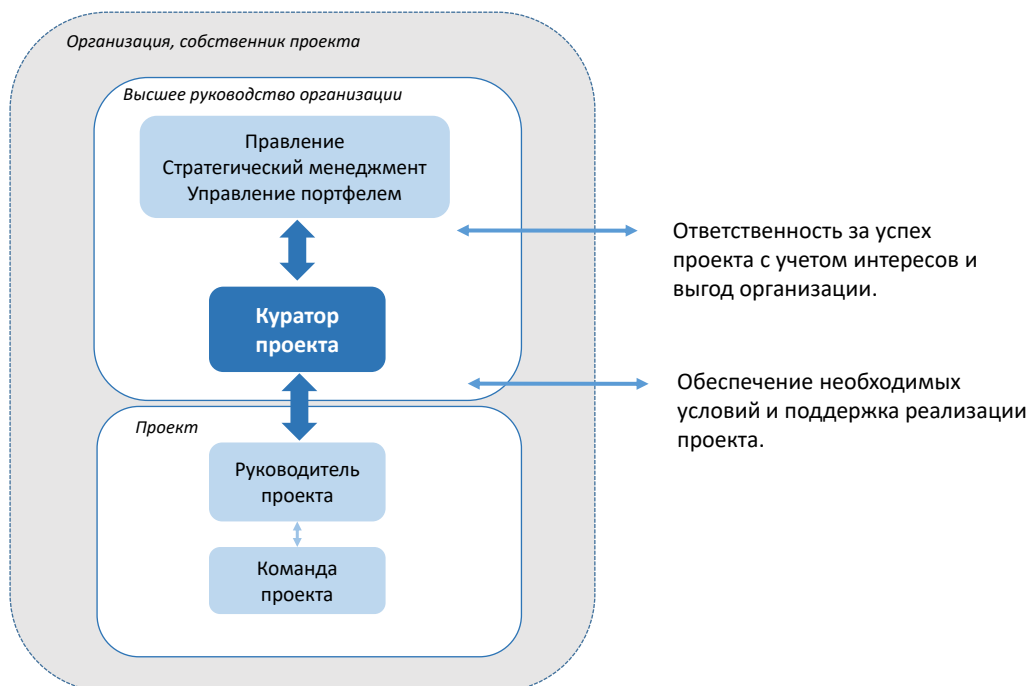 Организация, собственник проекта
Высшее руководство организации
Правление
Стратегический менеджмент
Управление портфелем
Ответственность за успех
проекта с учетом интересов и
выгод организации.
Куратор
проекта
Обеспечение необходимых
условий и поддержка реализации
проекта.
Проект
Руководитель
проекта
Команда
проекта